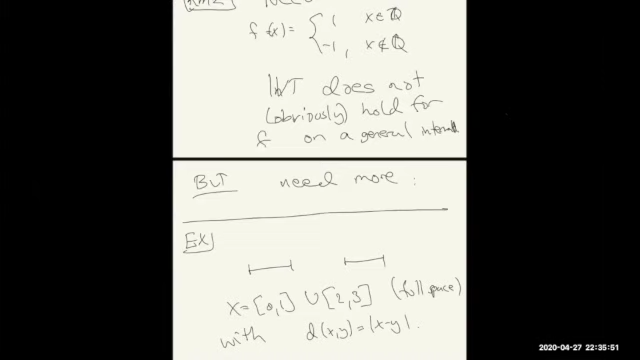 Need
f(x) = { 1 x ∈ ℚ
-1, x ∉ ℚ
IVT does not
(obviously) hold for
f on a general interval
BUT need more :
EX
X = [0,1] ∪ [2,3] (full space)
with d(x,y) = |x-y|.
2020-04-27 22:35:51